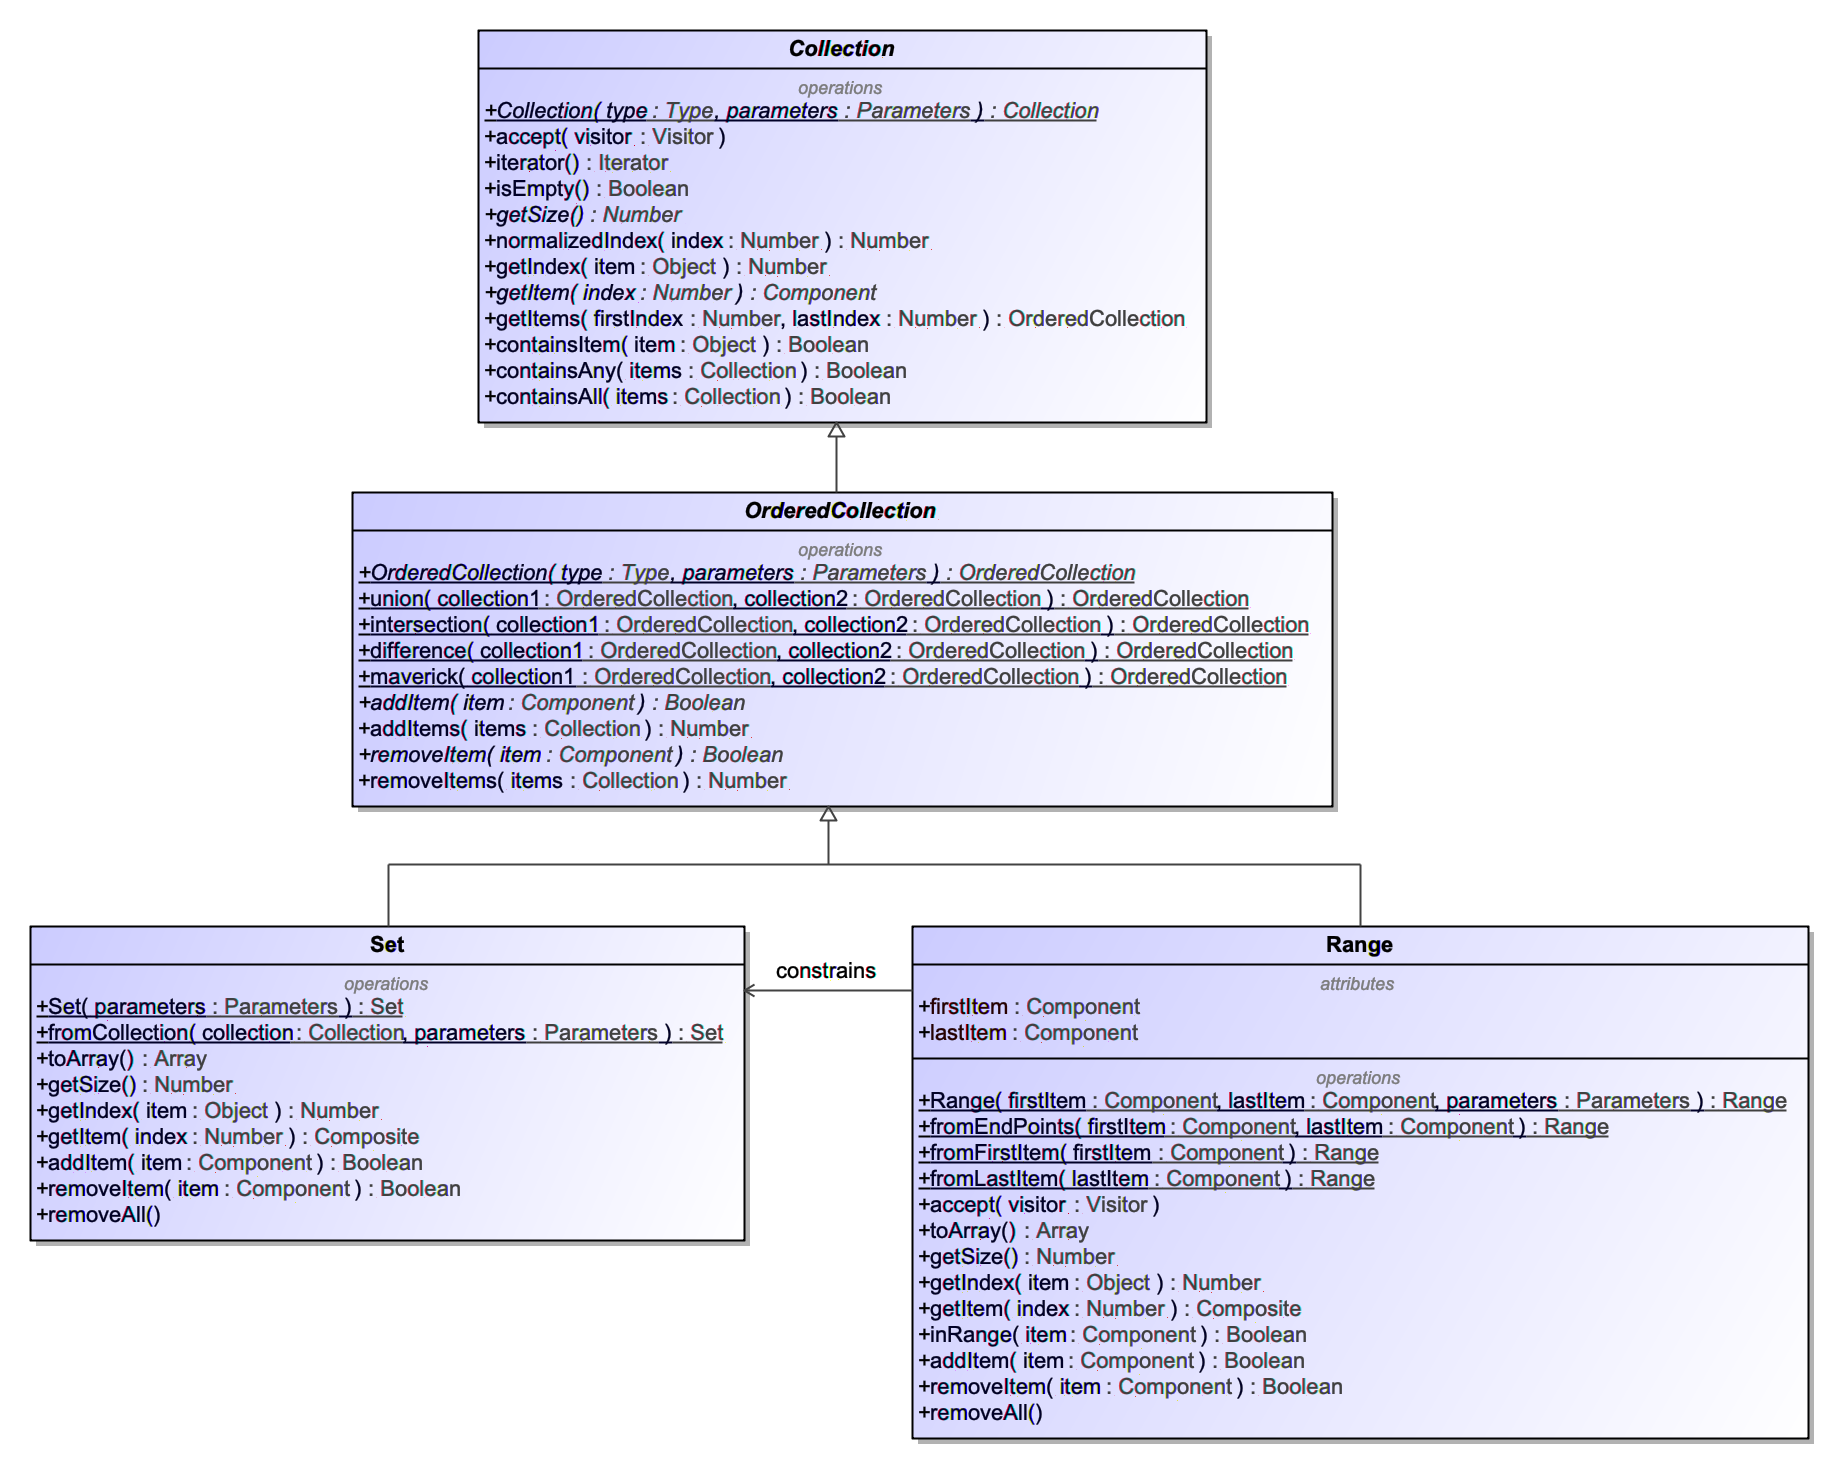 Collection
operations
+Collection( type : Type, parameters : Parameters ) : Collection
+accept( visitor : Visitor )
+iterator() : Iterator
+isEmpty() : Boolean
+getSize() : Number
+normalizedIndex( index : Number ) : Number
+getIndex( item : Object ) : Number
+getItem( index : Number ) : Component
+getItems( firstIndex : Number, lastIndex : Number ) : OrderedCollection
+containsItem( item : Object ) : Boolean
+containsAny( items : Collection ) : Boolean
+containsAll( items : Collection ) : Boolean
OrderedCollection
operations
+OrderedCollection( type : Type, parameters : Parameters ) : OrderedCollection
+union( collection1 : OrderedCollection, collection2 : OrderedCollection ) : OrderedCollection
+intersection( collection1 : OrderedCollection, collection2 : OrderedCollection ) : OrderedCollection
+difference( collection1 : OrderedCollection, collection2 : OrderedCollection ) : OrderedCollection
+maverick( collection1 : OrderedCollection, collection2 : OrderedCollection ) : OrderedCollection
+addItem( item : Component ) : Boolean
+addItems( items : Collection ) : Number
+removeItem( item : Component ) : Boolean
+removeItems( items : Collection ) : Number
Set
operations
+Set( parameters : Parameters ) : Set
+fromCollection( collection : Collection, parameters : Parameters ) : Set
+toArray() : Array
+getSize() : Number
+getIndex( item : Object ) : Number
+getItem( index : Number ) : Composite
+addItem( item : Component ) : Boolean
+removeItem( item : Component ) : Boolean
+removeAll()
constrains
Range
attributes
+firstItem : Component
+lastItem : Component
operations
+Range( firstItem : Component, lastItem : Component, parameters : Parameters ) : Range
+fromEndPoints( firstItem : Component, lastItem : Component ) : Range
+fromFirstItem( firstItem : Component ) : Range
+fromLastItem( lastItem : Component ) : Range
+accept( visitor : Visitor )
+toArray() : Array
+getSize() : Number
+getIndex( item : Object ) : Number
+getItem( index : Number ) : Composite
+inRange( item : Component ) : Boolean
+addItem( item : Component ) : Boolean
+removeItem( item : Component ) : Boolean
+removeAll()